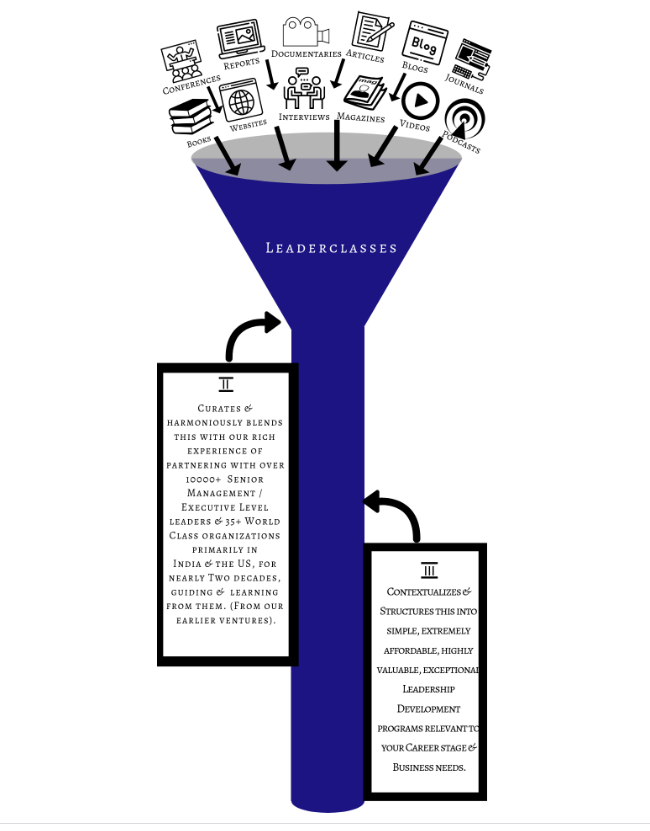 Conferences
Reports
Documentaries
Articles
Blog
Blogs
Journals
Books
Websites
Interviews
mad
Magazines
Videos
Podcasts
Leaderclasses
II
Curates &
harmoniously blends
this with our rich
experience of
partnering with over
10000+ Senior
Management /
Executive Level
leaders & 35+ World
Class organizations
primarily in
India & the US, for
nearly Two decades,
guiding & learning
from them. (From our
earlier ventures).
III
Contextualizes &
Structures this into
simple, extremely
affordable, highly
valuable, exceptional
Leadership
Development
programs relevant to
your Career stage &
Business needs.